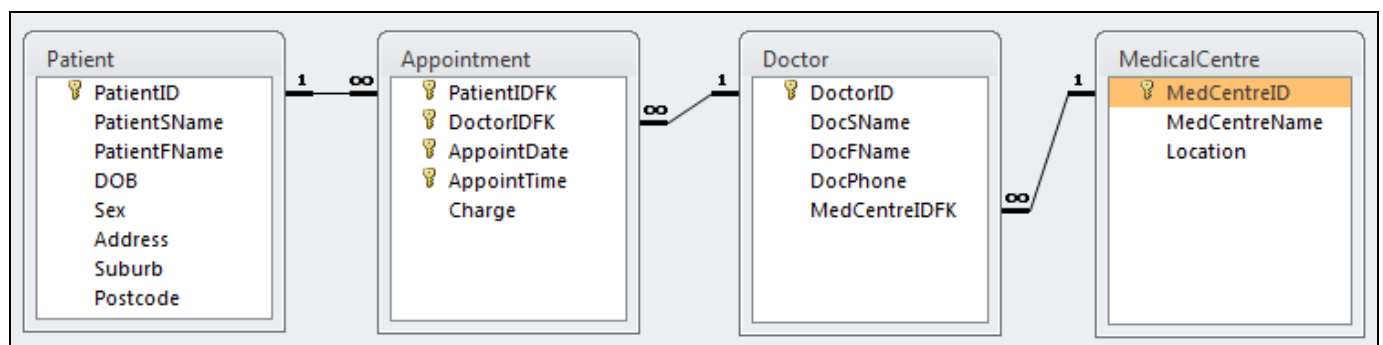 Patient
PatientID
PatientSName
PatientFName
DOB
Sex
Address
Suburb
Postcode
1
∞
Appointment
PatientIDFK
DoctorIDFK
AppointDate
AppointTime
Charge
∞
1
Doctor
DoctorID
DocSName
DocFName
DocPhone
MedCentreIDFK
∞
1
MedicalCentre
MedCentreID
MedCentreName
Location